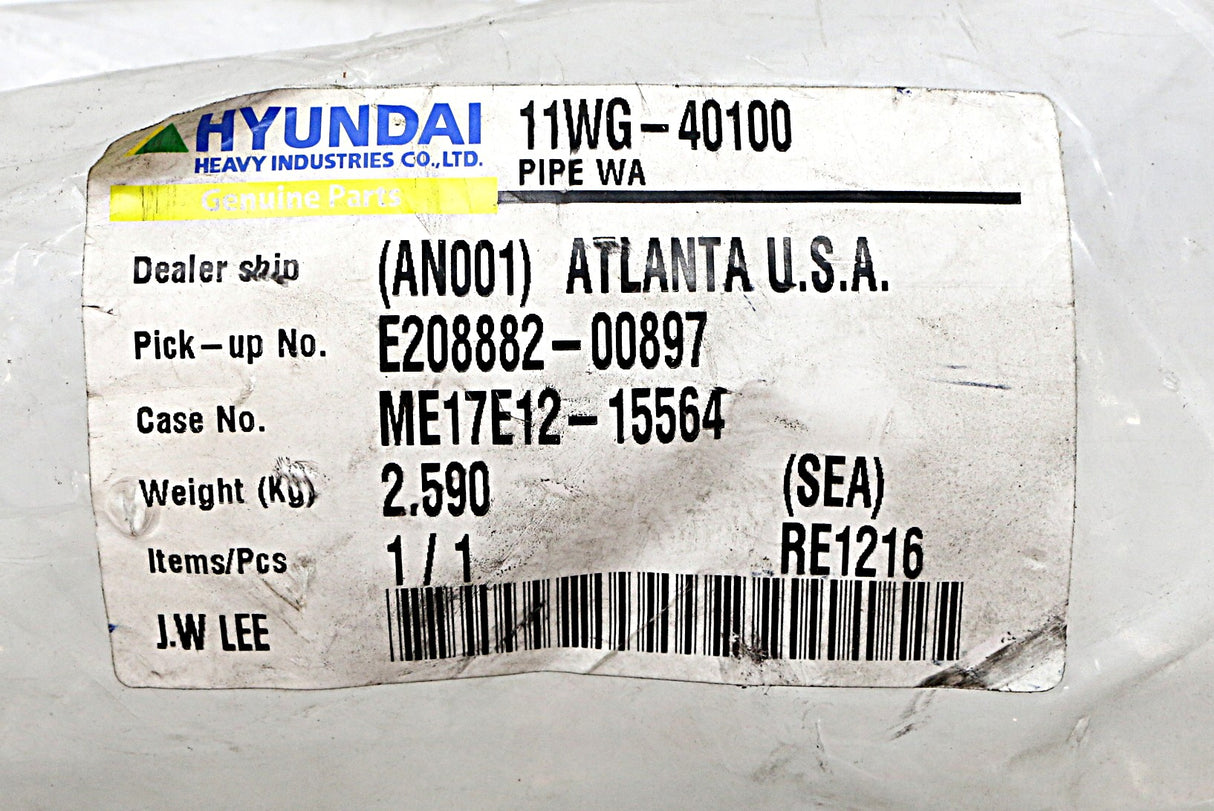 HYUNDAI 11WG-40100
HEAVY INDUSTRIES CO.,LTD. PIPE WA
Genuine Parts
Dealer ship (AN001) ATLANTA U.S.A.
Pick-up No. E208882-00897
Case No. ME17E12-15564
Weight (Kg) 2.590 (SEA)
Items/Pcs 1 / 1 RE1216
J.W LEE